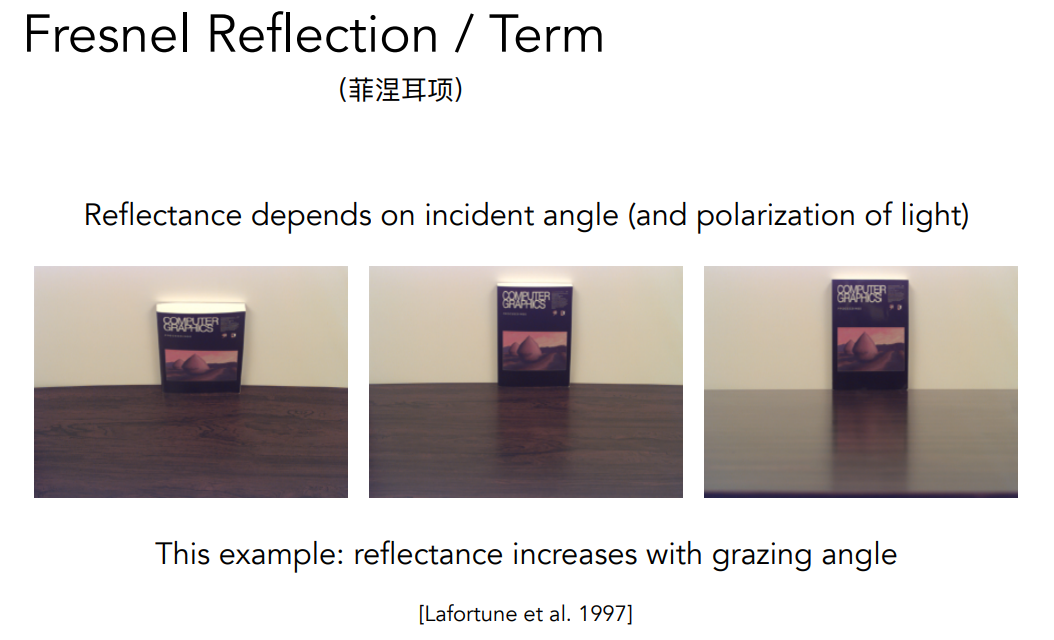 Fresnel Reflection / Term
(菲涅耳项)
Reflectance depends on incident angle (and polarization of light)
COMPUTER
GRAPHICS
COMPUTER
GRAPHICS
COMPUTER
GRAPHICS
This example: reflectance increases with grazing angle
[Lafortune et al. 1997]